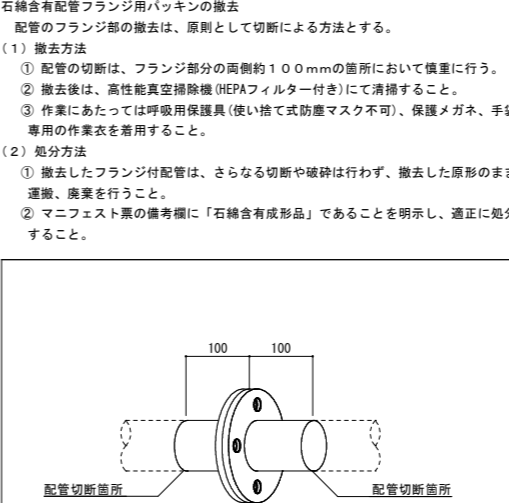 石綿含有配管フランジ用パッキンの撤去
配管のフランジ部の撤去は、原則として切断による方法とする。
(1) 撤去方法
① 配管の切断は、フランジ部分の両側約100mmの箇所において慎重に行う。
② 撤去後は、高性能真空掃除機(HEPAフィルター付き)にて清掃すること。
③ 作業にあたっては呼吸用保護具(使い捨て式防塵マスク不可)、保護メガネ、手袋
専用の作業衣を着用すること。
(2) 処分方法
① 撤去したフランジ付配管は、さらなる切断や破砕は行わず、撤去した原形のまま
運搬、廃棄を行うこと。
② マニフェスト票の備考欄に「石綿含有成形品」であることを明示し、適正に処分
すること。
100 100
配管切断箇所 配管切断箇所